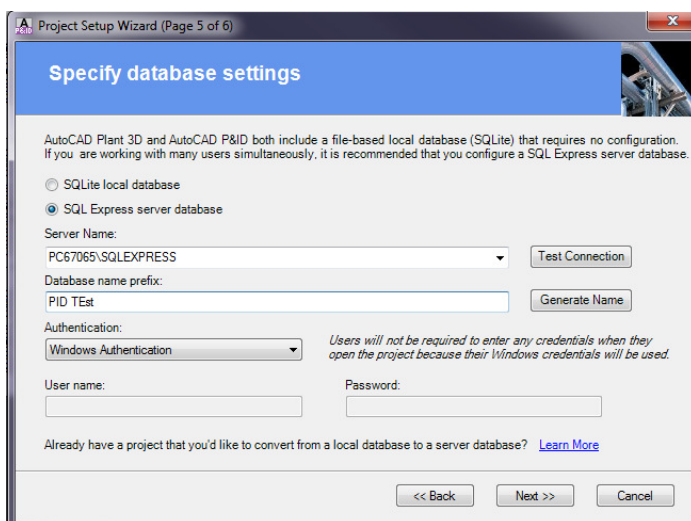 A
P&ID
Project Setup Wizard (Page 5 of 6)
Specify database settings
AutoCAD Plant 3D and AutoCAD P&ID both include a file-based local database (SQLite) that requires no configuration.
If you are working with many users simultaneously, it is recommended that you configure a SQL Express server database.
SQLite local database
SQL Express server database
Server Name:
PC67065\SQLEXPRESS
Test Connection
Database name prefix:
PID TEst
Generate Name
Authentication:
Windows Authentication
Users will not be required to enter any credentials when they
open the project because their Windows credentials will be used.
User name:
Password:
Already have a project that you'd like to convert from a local database to a server database? Learn More
<< Back
Next >>
Cancel